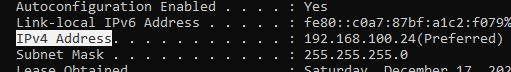 Autoconfiguration Enabled . . . . : Yes
Link-local IPv6 Address . . . . . : fe80::c0a7:87bf:a1c2:f079%
IPv4 Address. . . . . . . . . . . : 192.168.100.24(Preferred)
Subnet Mask . . . . . . . . . . . : 255.255.255.0
Lease Obtained. . . . . . . . . . : Saturday, December 17, 202